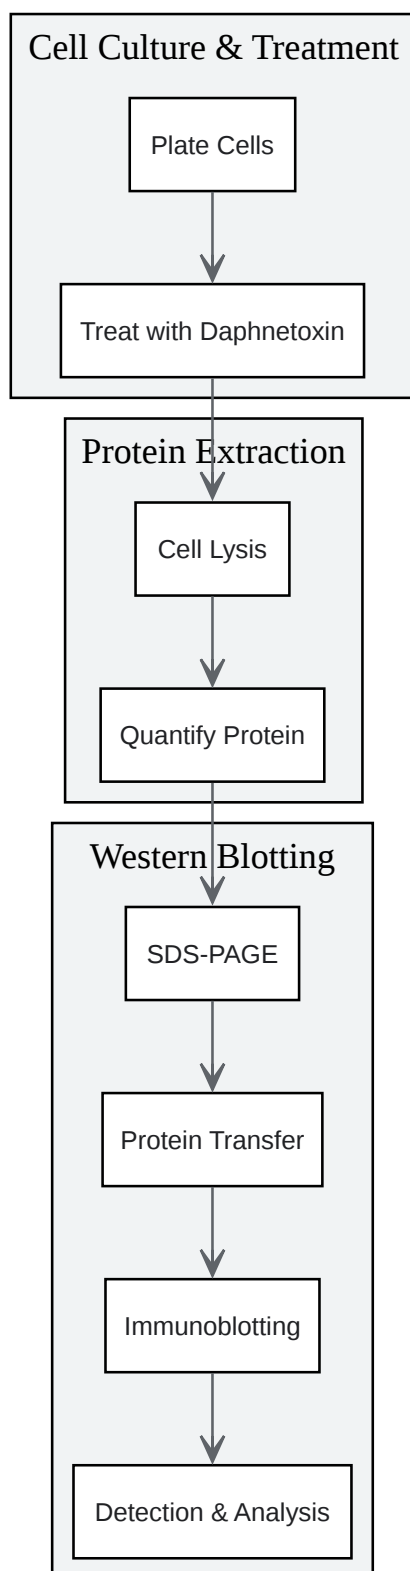 Cell Culture & Treatment
Plate Cells
Treat with Daphnetoxin
Protein Extraction
Cell Lysis
Quantify Protein
Western Blotting
SDS-PAGE
Protein Transfer
Immunoblotting
Detection & Analysis